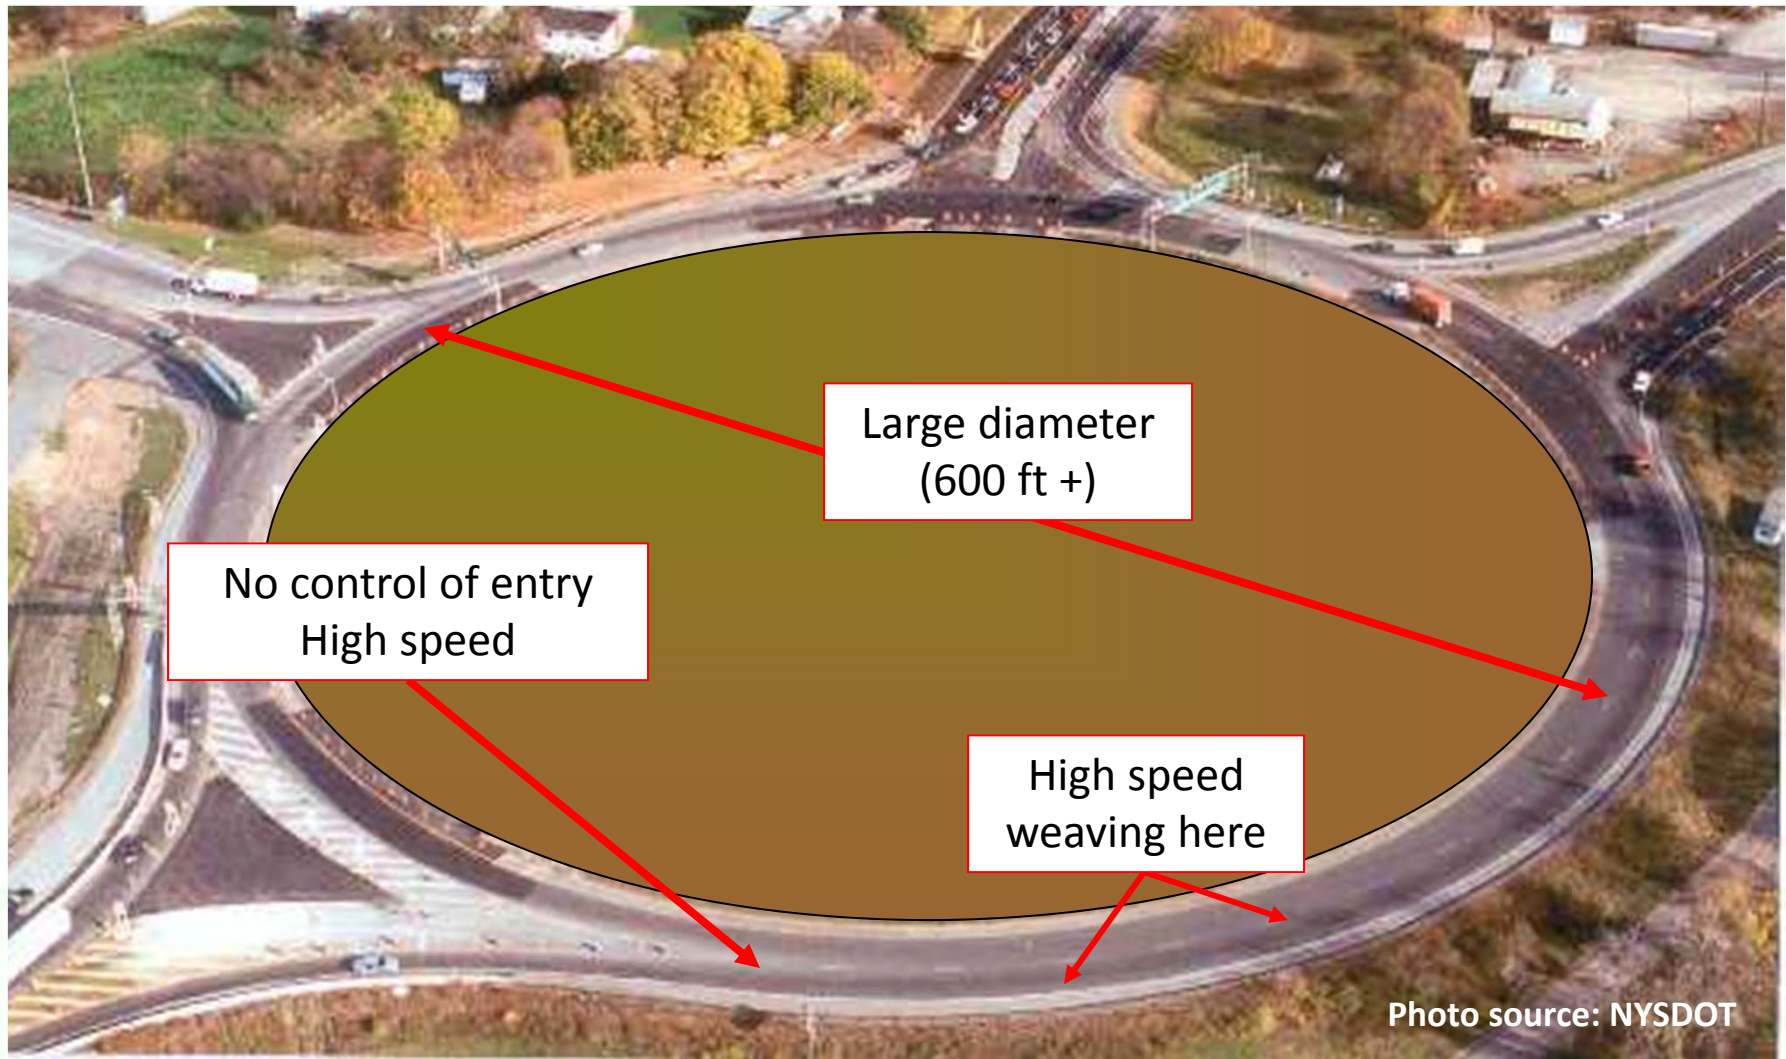 Large diameter
(600 ft +)
No control of entry
High speed
High speed
weaving here
Photo source: NYSDOT